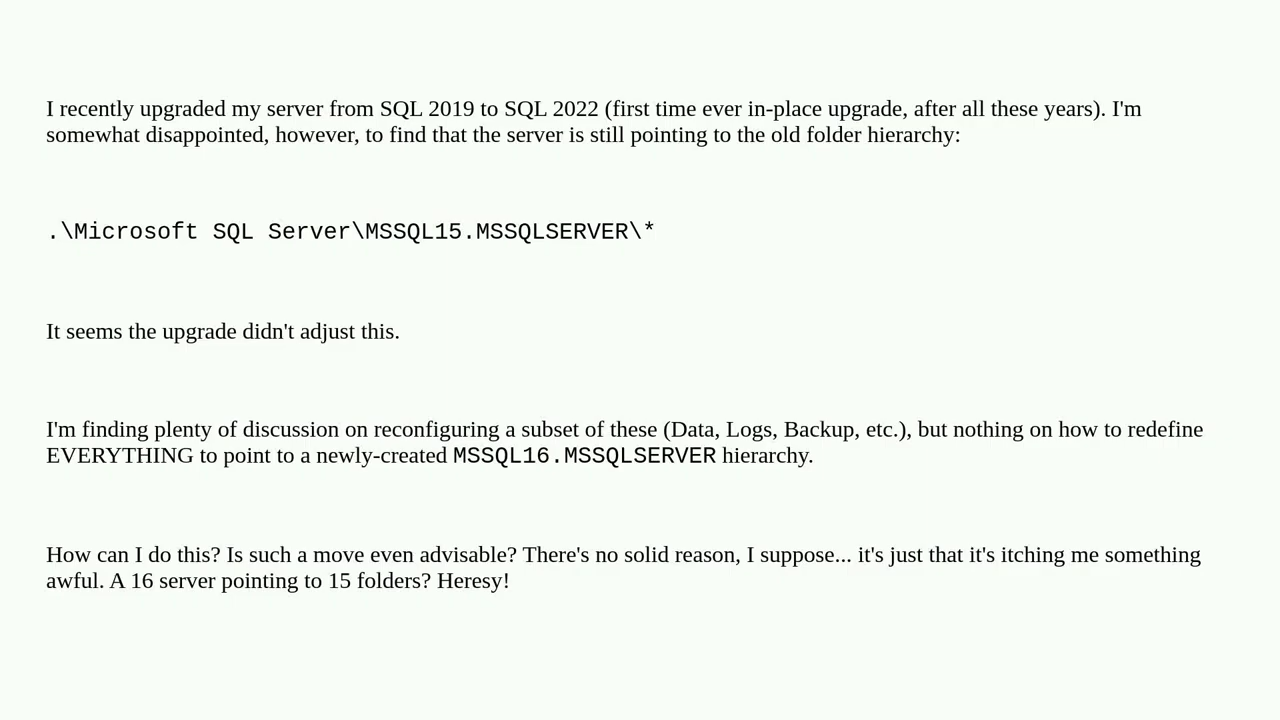 I recently upgraded my server from SQL 2019 to SQL 2022 (first time ever in-place upgrade, after all these years). I'm
somewhat disappointed, however, to find that the server is still pointing to the old folder hierarchy:
.\Microsoft SQL Server\MSSQL15.MSSQLSERVER\*
It seems the upgrade didn't adjust this.
I'm finding plenty of discussion on reconfiguring a subset of these (Data, Logs, Backup, etc.), but nothing on how to redefine
EVERYTHING to point to a newly-created MSSQL16.MSSQLSERVER hierarchy.
How can I do this? Is such a move even advisable? There's no solid reason, I suppose... it's just that it's itching me something
awful. A 16 server pointing to 15 folders? Heresy!